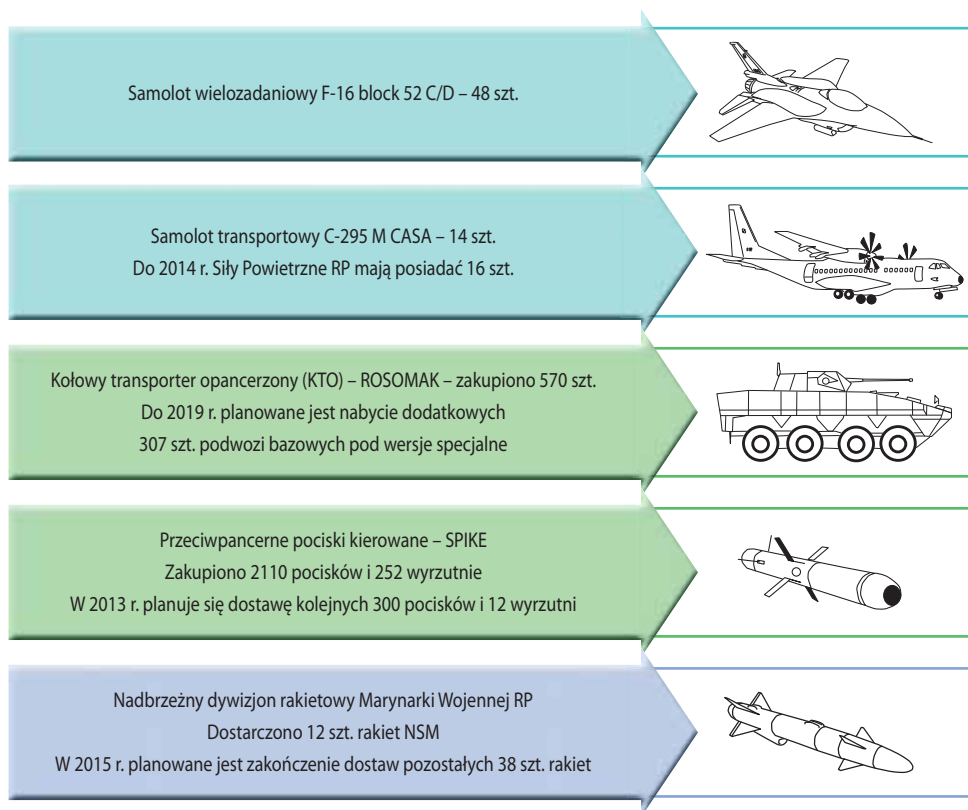 Samolot wielozadaniowy F-16 block 52 C/D – 48 szt.
Samolot transportowy C-295 M CASA – 14 szt.
Do 2014 r. Siły Powietrzne RP mają posiadać 16 szt.
Kołowy transporter opancerzony (KTO) – ROSOMAK – zakupiono 570 szt.
Do 2019 r. planowane jest nabycie dodatkowych
307 szt. podwozi bazowych pod wersje specjalne
Przeciwpancerne pociski kierowane – SPIKE
Zakupiono 2110 pocisków i 252 wyrzutnie
W 2013 r. planuje się dostawę kolejnych 300 pocisków i 12 wyrzutni
Nadbrzeżny dywizjon rakietowy Marynarki Wojennej RP
Dostarczono 12 szt. rakiet NSM
W 2015 r. planowane jest zakończenie dostaw pozostałych 38 szt. rakiet